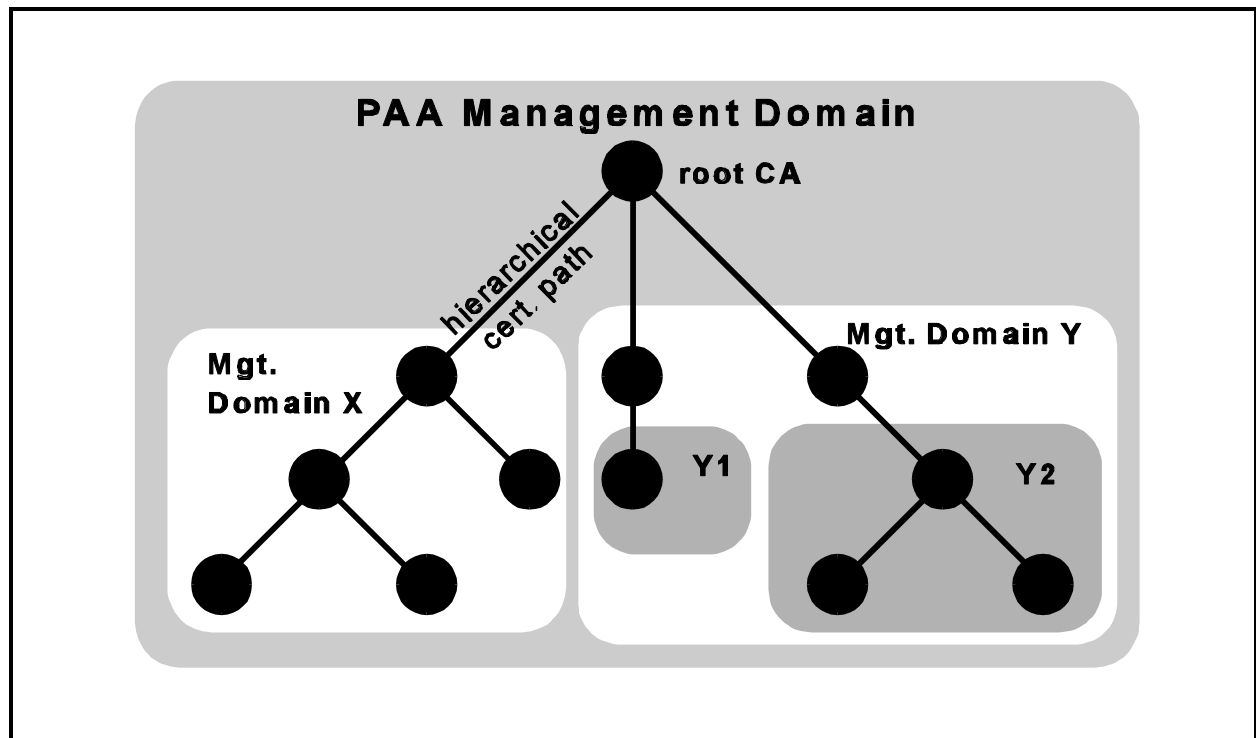 PAA Management Domain
root CA
hierarchical
cert. path
Mgt.
Domain X
Mgt. Domain Y
Y1
Y2